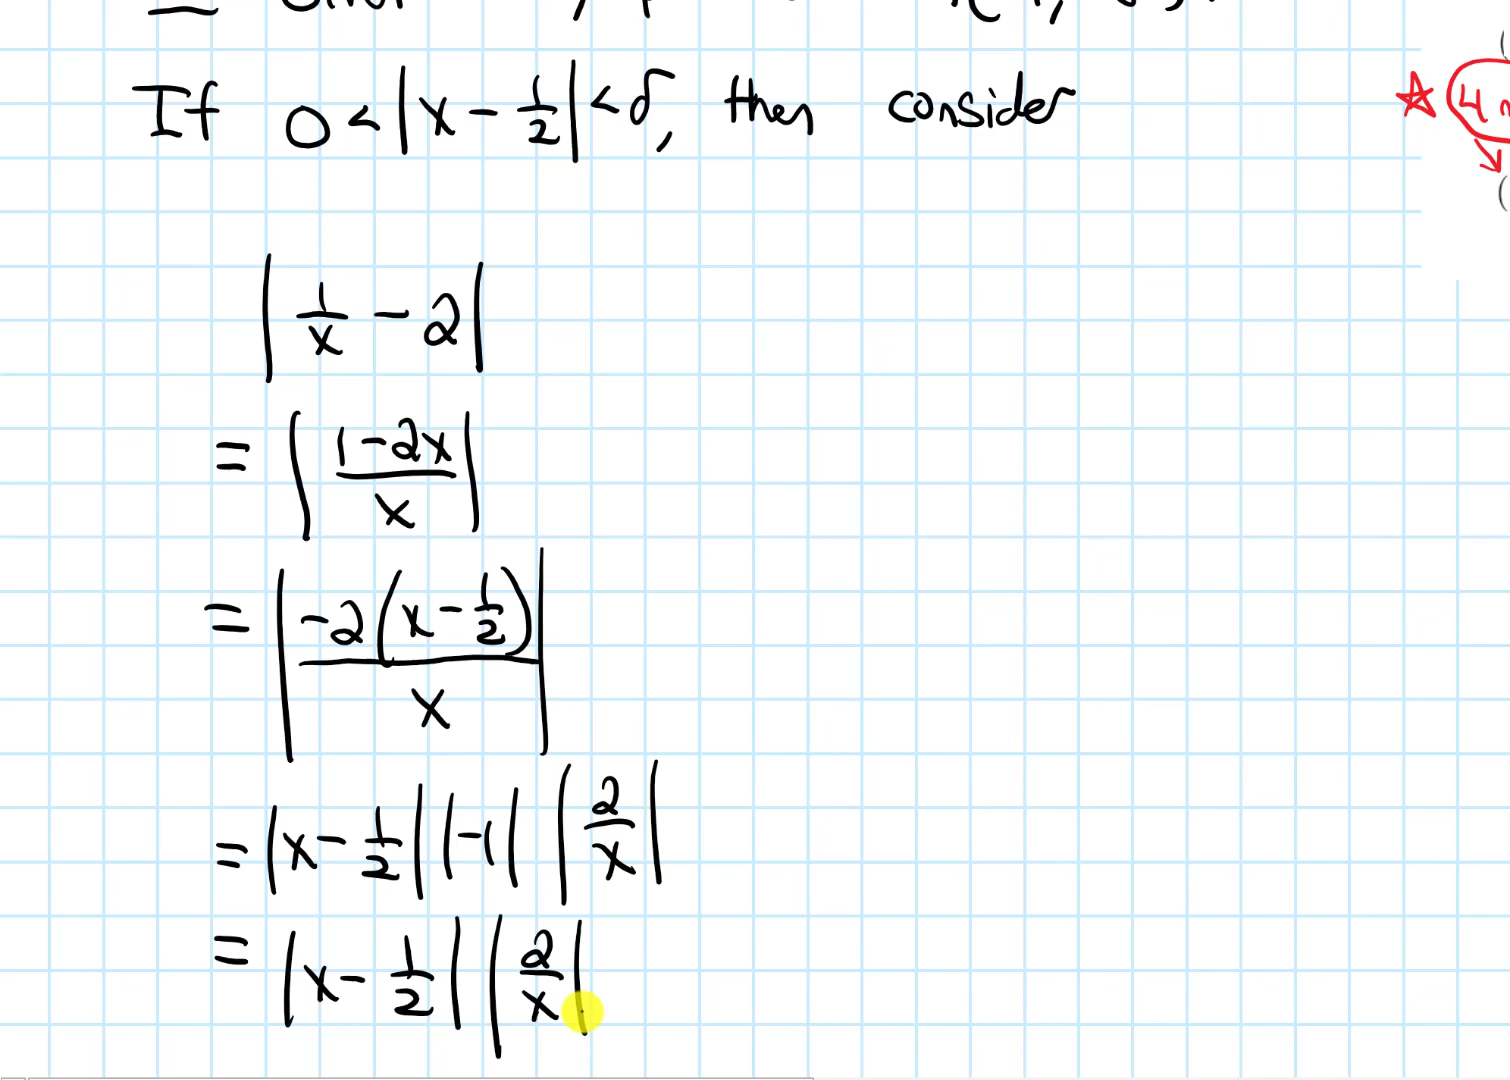 If 0 < |x - 1/2| < δ, then consider
☆ 4
|1/x - 2|
= |(1-2x)/x|
= |-2(x - 1/2)/x|
= |x - 1/2| |-1| |2/x|
= |x - 1/2| |2/x|